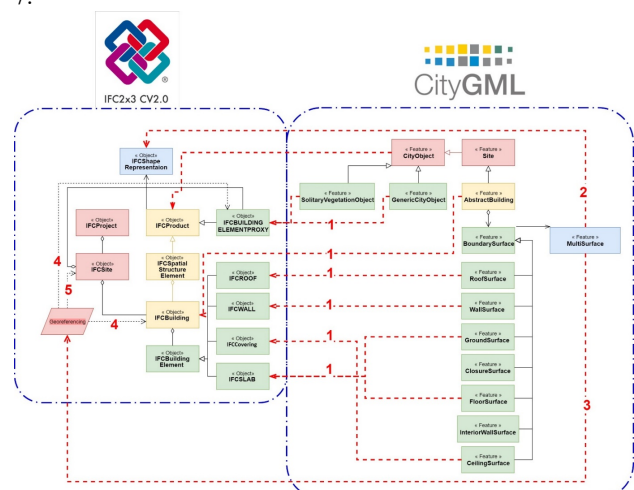 ).
IFC2x3 CV2.0
®
CityGML
« Object»
IFCShape
Representaion
« Object»
IFCProject
« Object»
IFCProduct
« Object»
IFCBUILDING
ELEMENTPROXY
« Object»
IFCSite
« Object»
IFCSpatial
Structure
Element
« Object»
IFCROOF
Georeferencing
« Object»
IFCBuilding
« Object»
IFCWALL
« Object»
IFCCovering
« Object»
IFCBuilding
Element
« Object»
IFCSLAB
4
5
4
1
1
1
1
1
1
2
3
« Feature »
CityObject
« Feature »
Site
« Feature »
SolitaryVegetationObject
« Feature »
GenericCityObject
« Feature »
AbstractBuilding
« Feature »
BoundarySurface
« Feature »
MultiSurface
« Feature »
RoofSurface
« Feature »
WallSurface
« Feature »
GroundSurface
« Feature »
ClosureSurface
« Feature »
FloorSurface
« Feature »
InteriorWallSurface
« Feature »
CeilingSurface